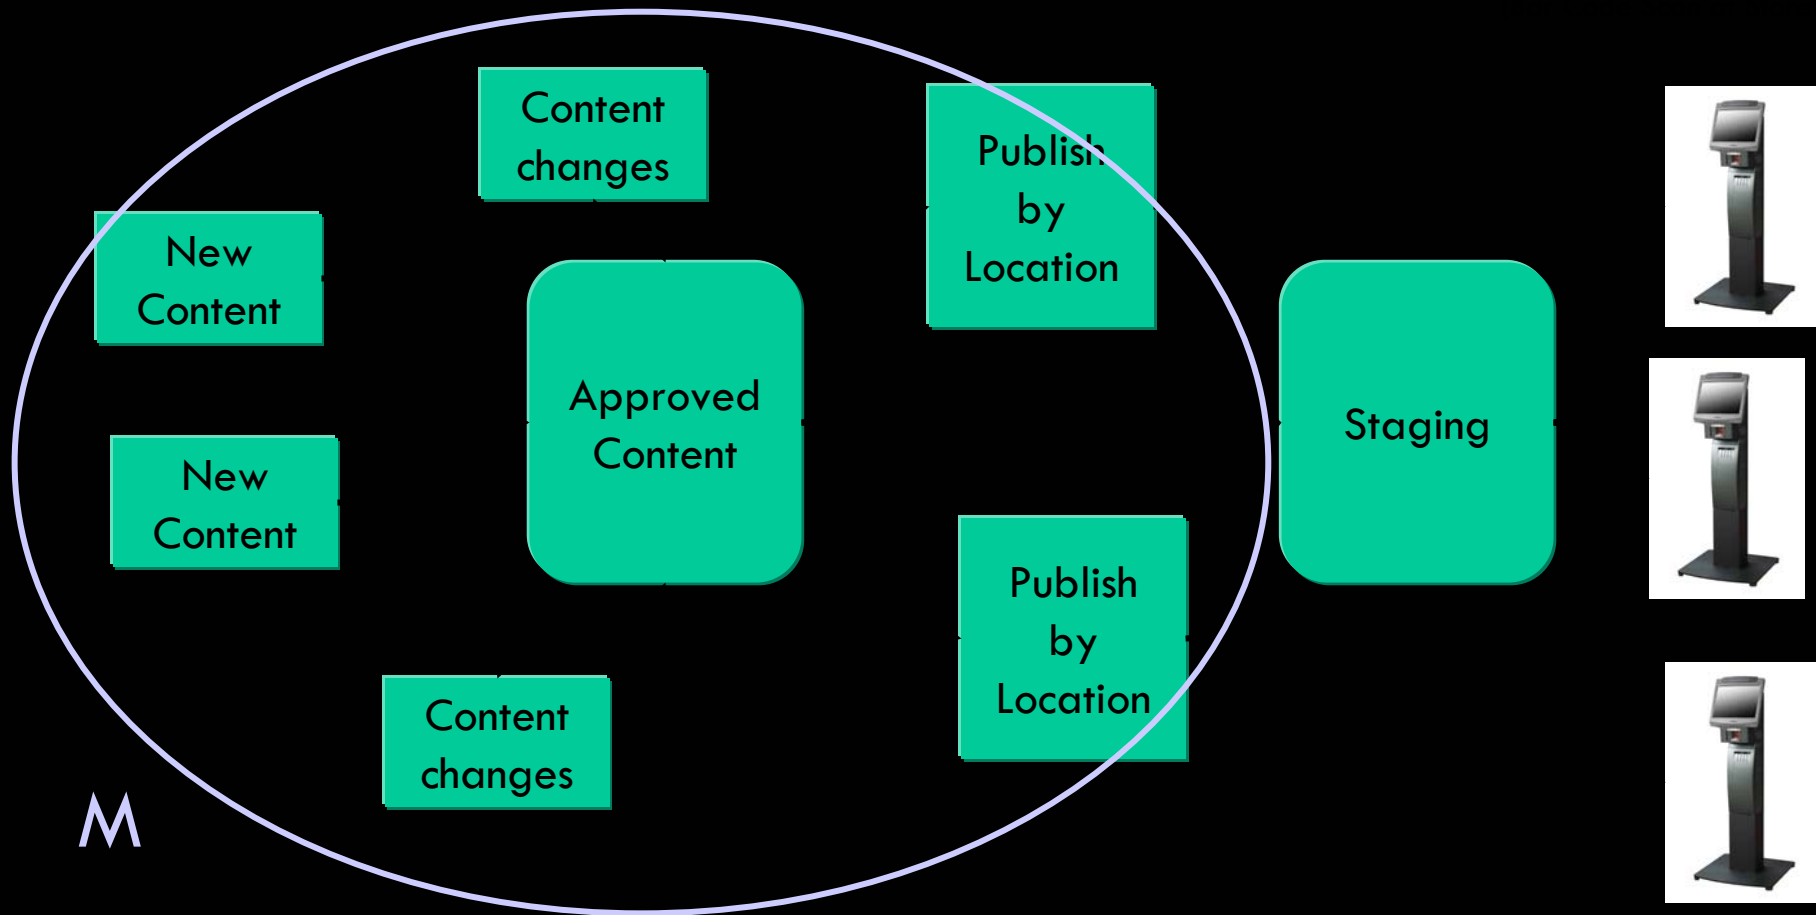 Content
changes
Publish
by
Location
New
Content
Approved
Content
Staging
New
Content
Publish
by
Location
Content
changes
M